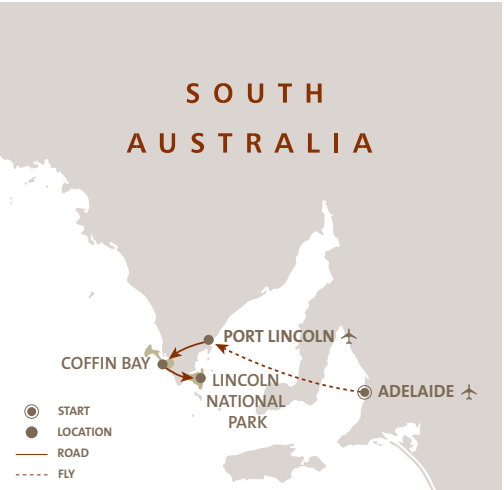 SOUTH
AUSTRALIA
PORT LINCOLN
COFFIN BAY
LINCOLN
NATIONAL
PARK
ADELAIDE
START
LOCATION
ROAD
FLY